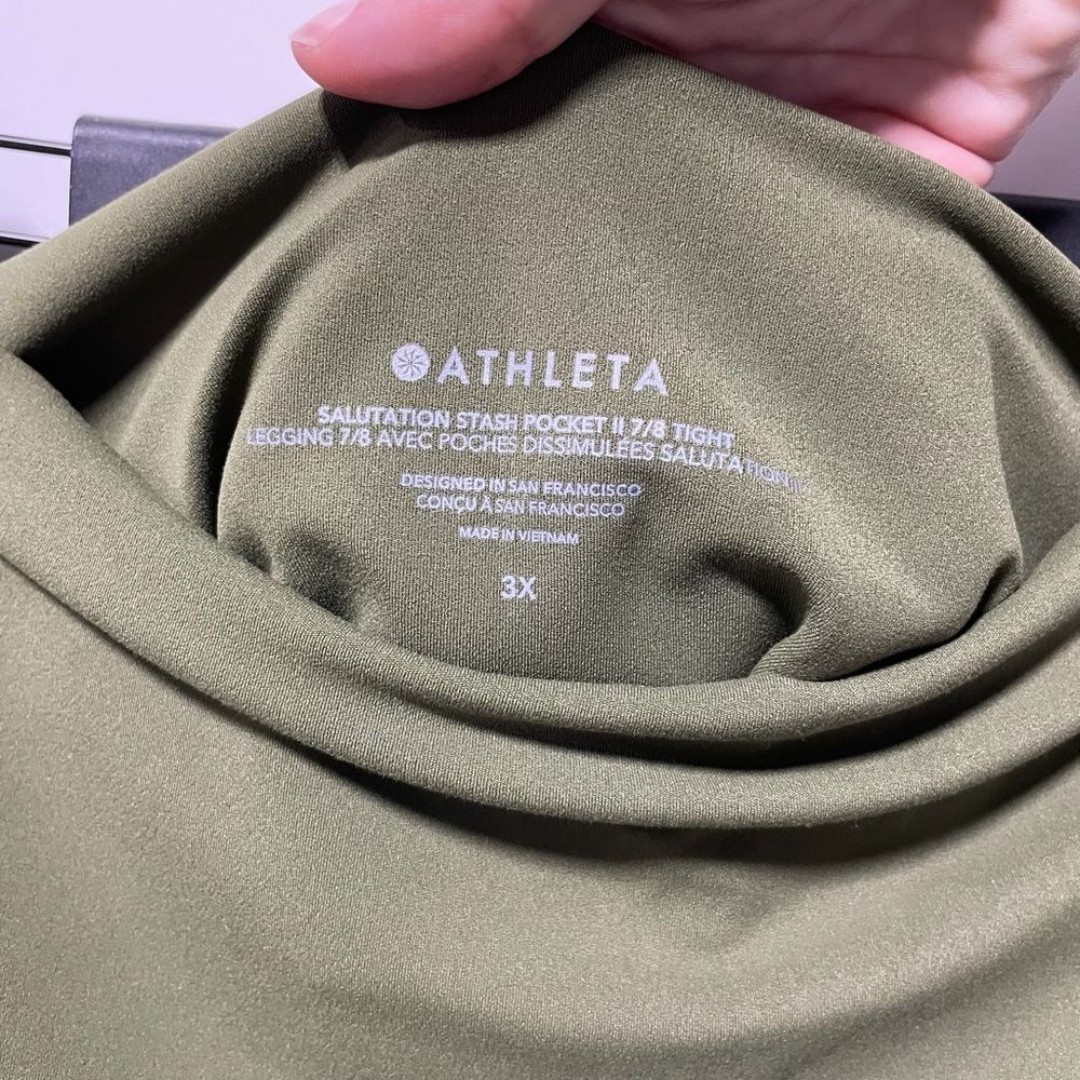 ATHLETA
SALUTATION STASH POCKET II 7/8 TIGHT
LEGGING 7/8 AVEC POCHES DISSIMULÉES SALUTATION II
DESIGNED IN SAN FRANCISCO
CONÇU À SAN FRANCISCO
MADE IN VIETNAM
3X